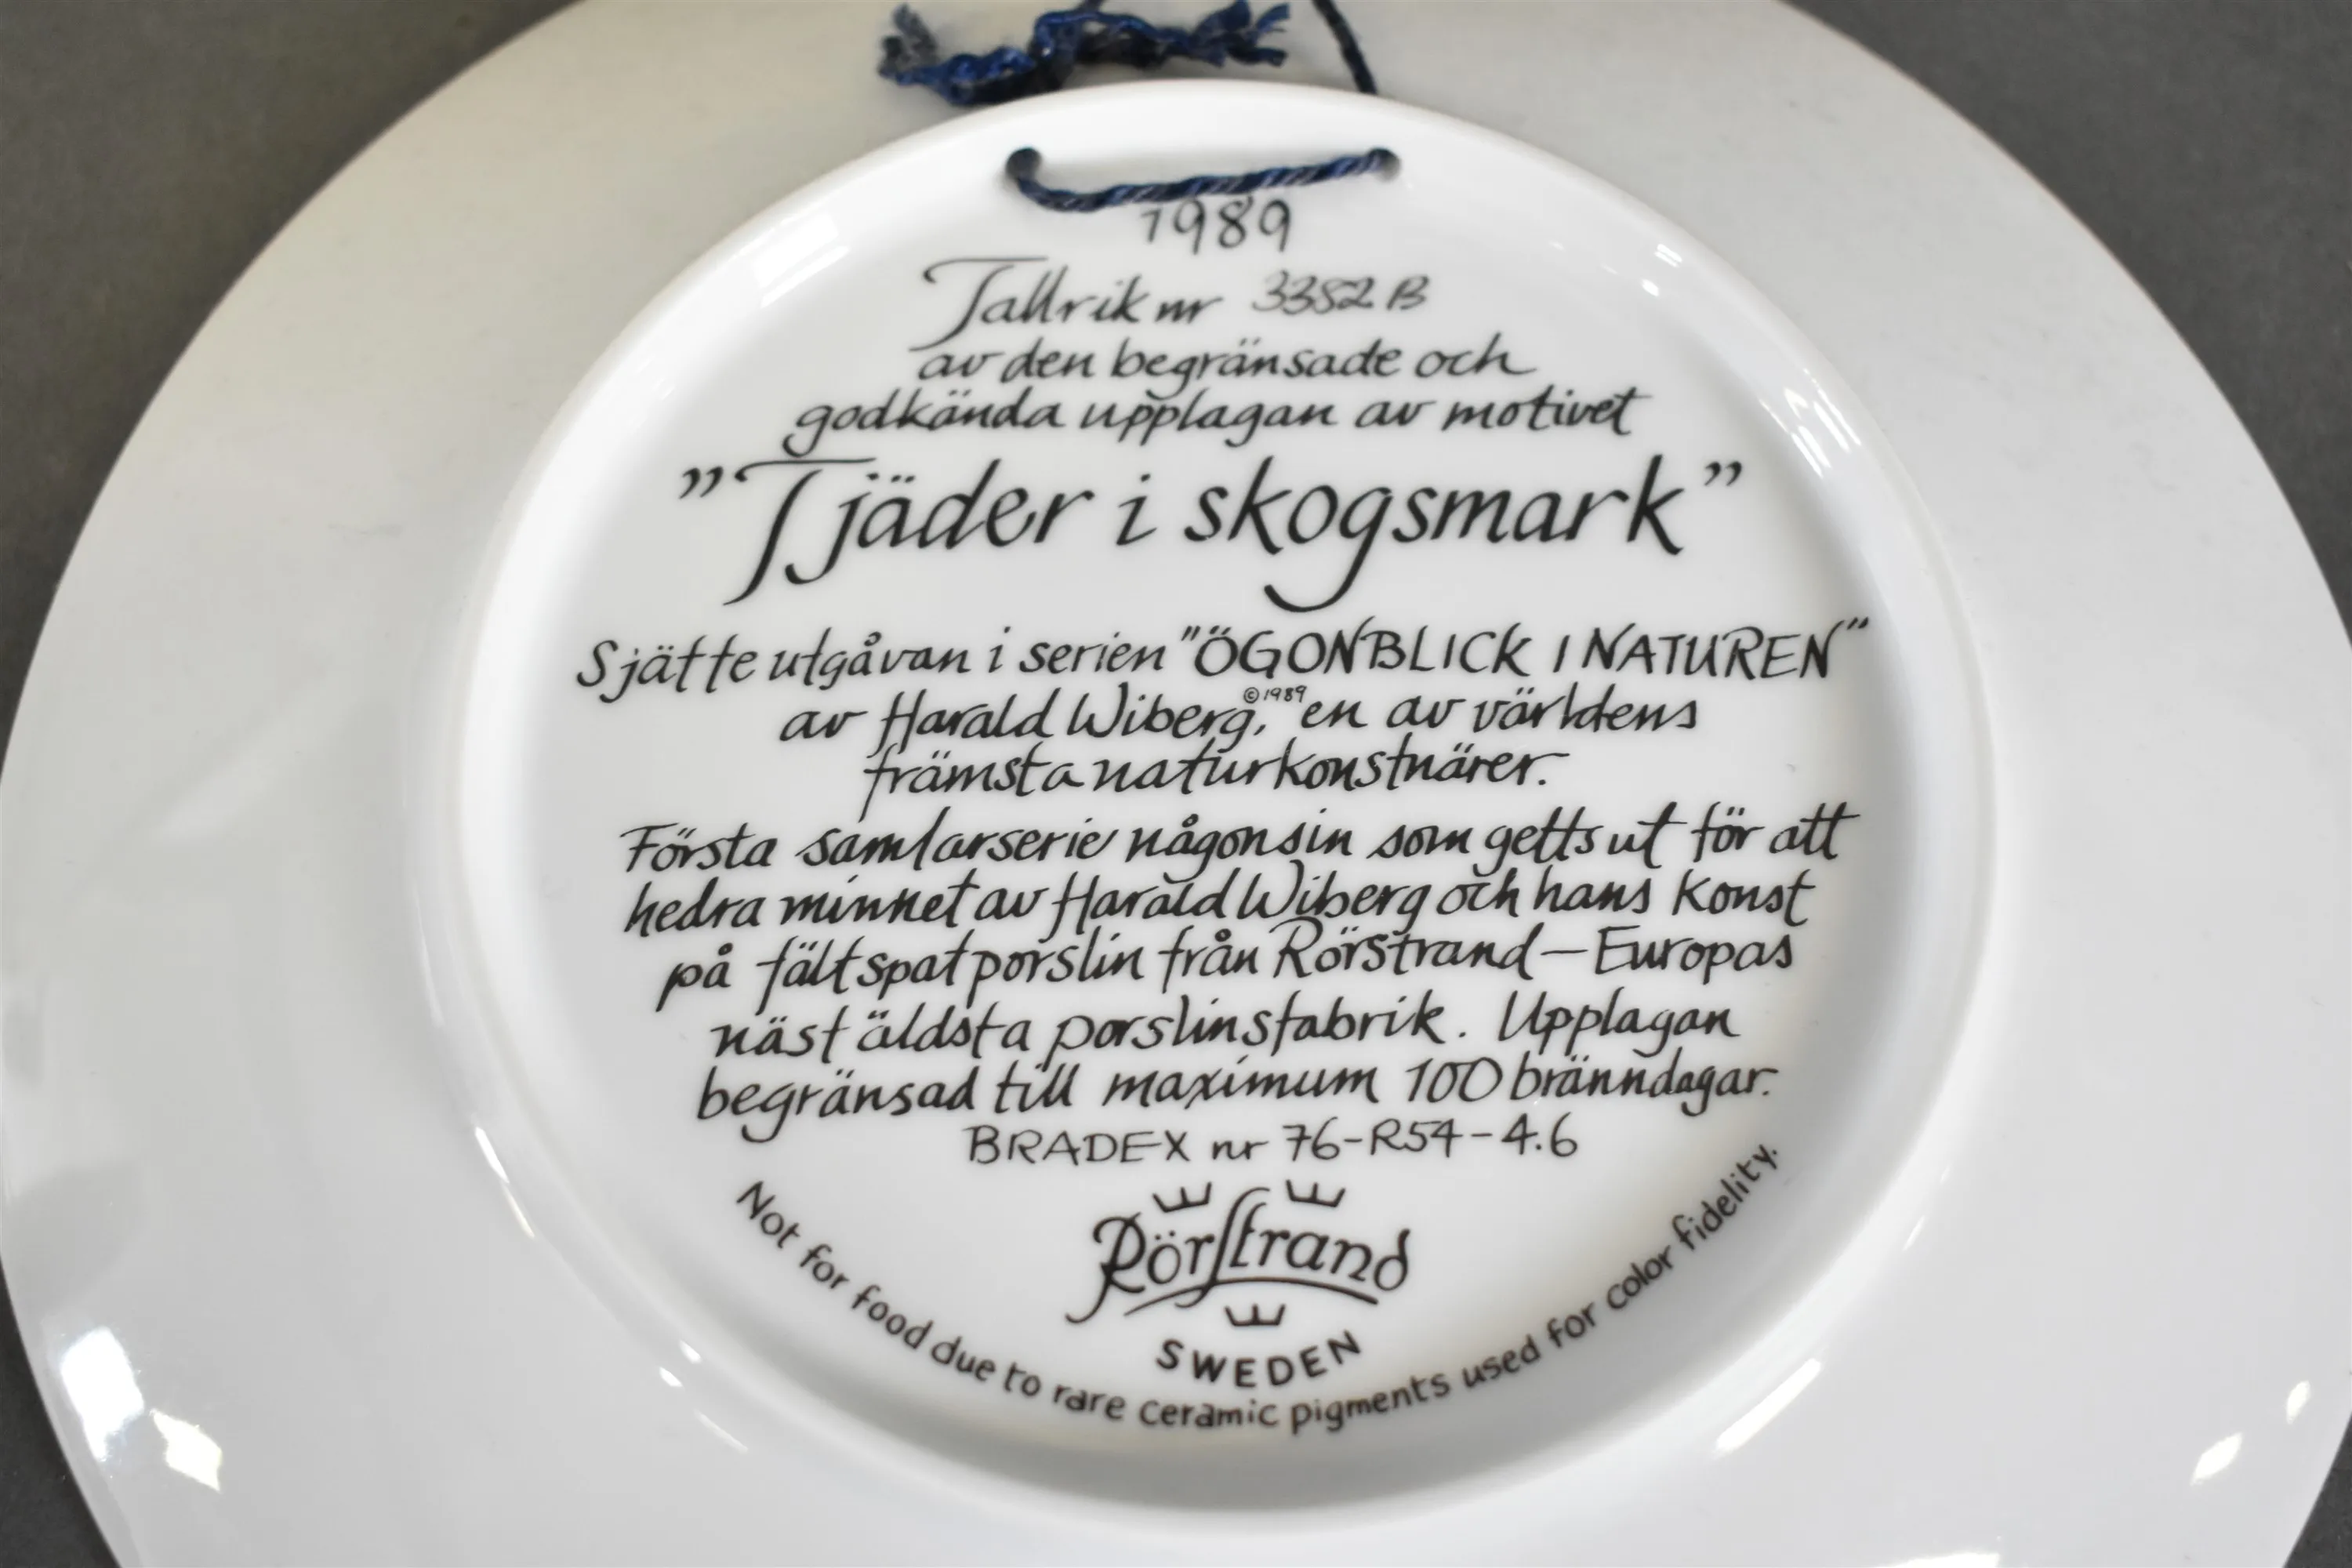 1989
Tallrik nr 3382 B
av den begränsade och
godkända upplagan av motivet
"Tjäder i skogsmark"
Sjätte utgåvan i serien "ÖGONBLICK I NATUREN"
av Harald Wiberg,©1989 en av världens
främsta naturkonstnärer.
Första samlarserie någonsin som getts ut för att
hedra minnet av Harald Wiberg och hans konst
på fältspatporslin från Rörstrand—Europas
näst äldsta porslinsfabrik. Upplagan
begränsad till maximum 100 bränndagar.
BRADEX nr 76-R54-4.6
Rörstrand
SWEDEN
Not for food due to rare ceramic pigments used for color fidelity.